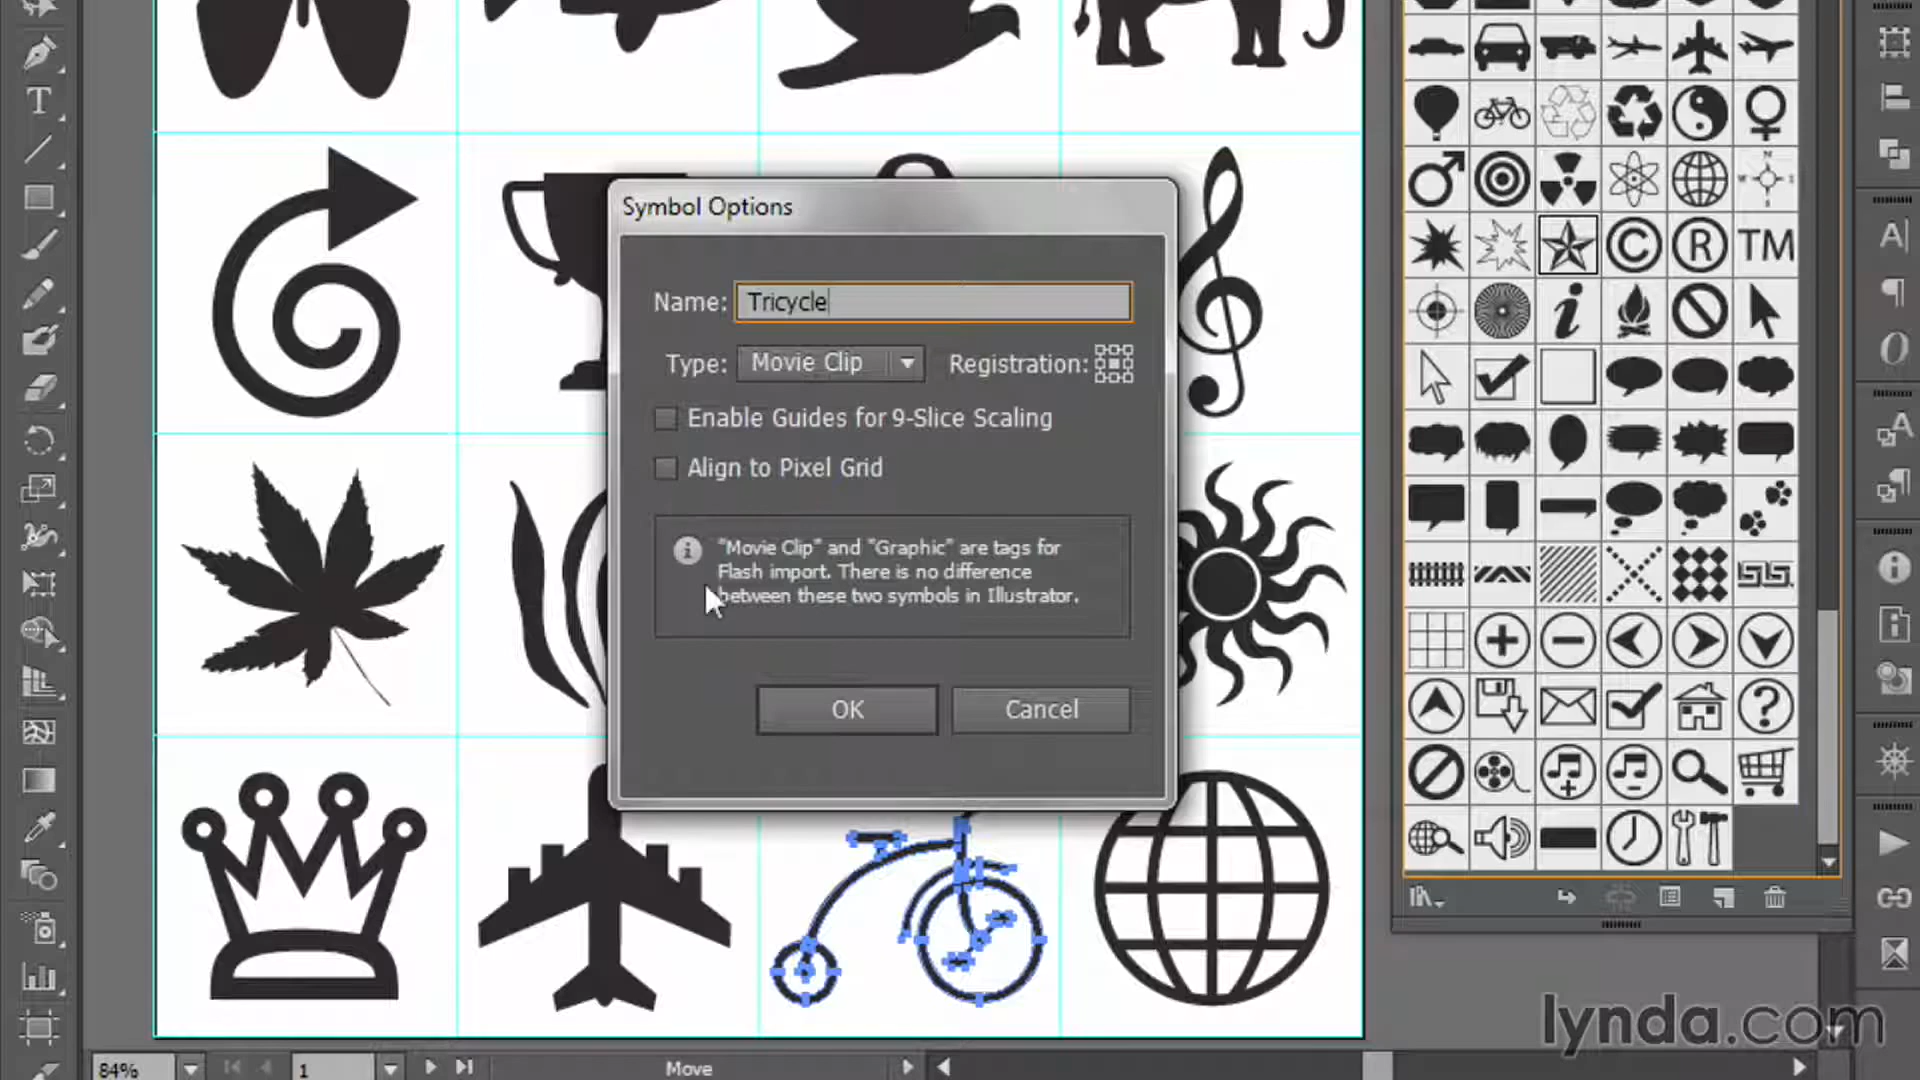 Symbol Options
Name: Tricycle
Type: Movie Clip Registration:
Enable Guides for 9-Slice Scaling
Align to Pixel Grid
"Movie Clip" and "Graphic" are tags for
Flash import. There is no difference
between these two symbols in Illustrator.
OK Cancel
TM
lynda.com
84% 1 Move